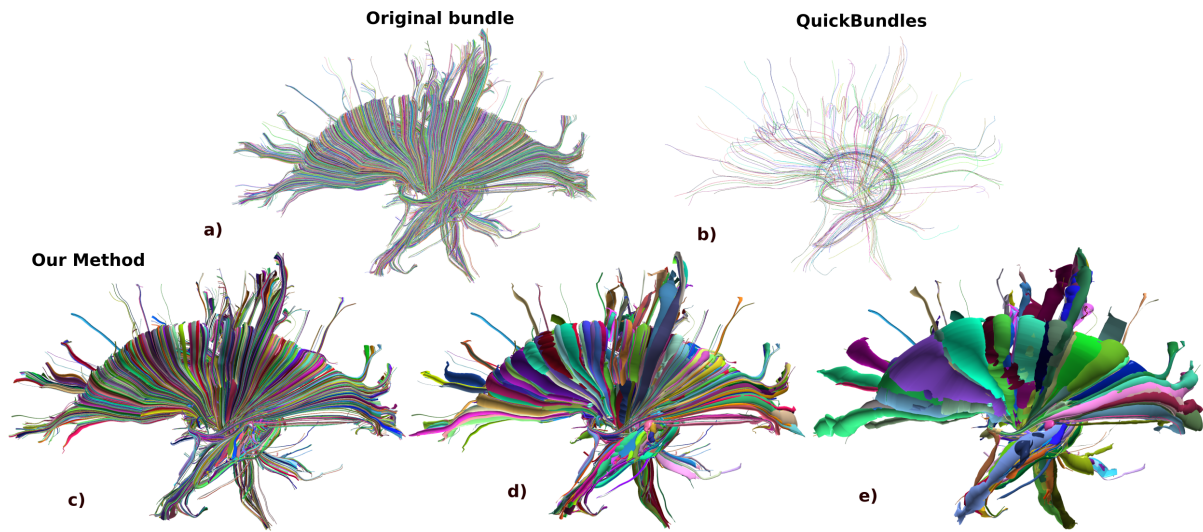 Original bundle
QuickBundles
a)
b)
Our Method
c)
d)
e)